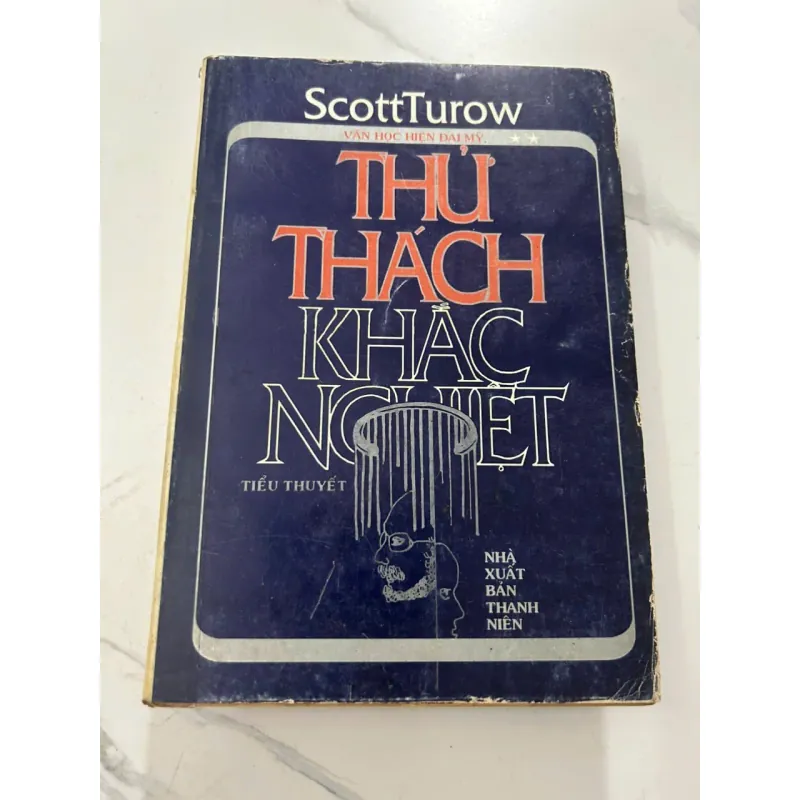 ScottTurow
VĂN HỌC HIỆN ĐẠI MỸ
THỬ
THÁCH
KHẮC
NGHIỆT
TIỂU THUYẾT
NHÀ
XUẤT
BẢN
THANH
NIÊN